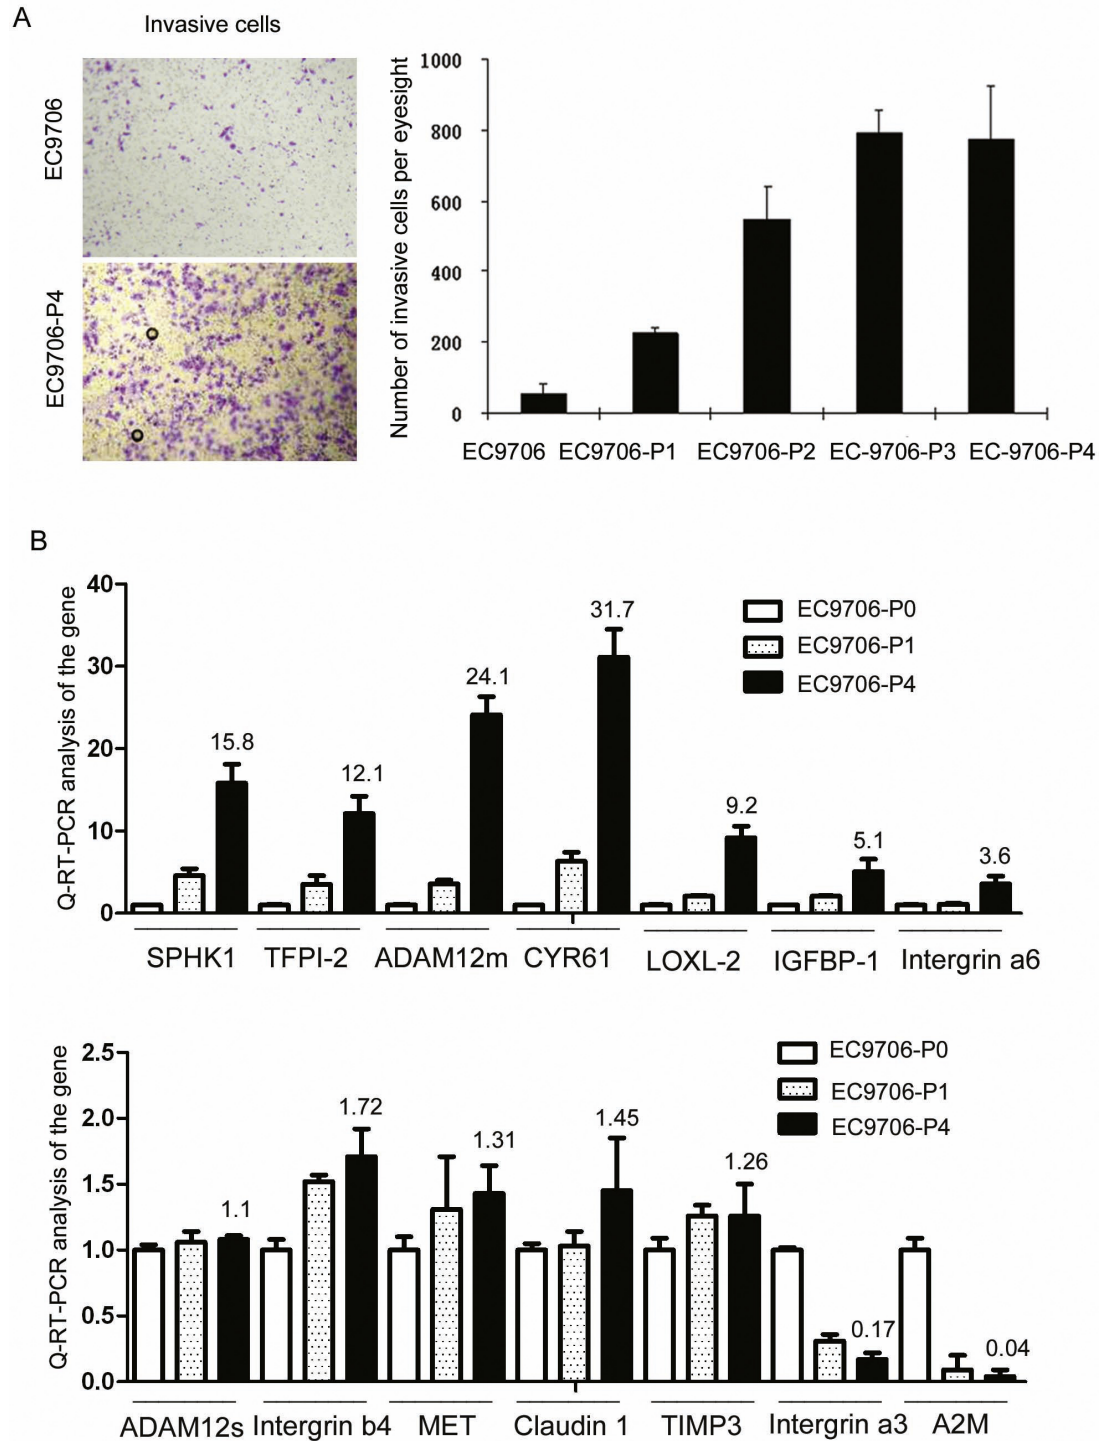 A
Invasive cells
EC9706
EC9706-P4
Number of invasive cells per eyesight
1000
800
600
400
200
0
EC9706 EC9706-P1 EC9706-P2 EC-9706-P3 EC-9706-P4
B
Q-RT-PCR analysis of the gene
40
30
20
10
0
15.8
12.1
24.1
31.7
9.2
5.1
3.6
EC9706-P0
EC9706-P1
EC9706-P4
SPHK1 TFPI-2 ADAM12m CYR61 LOXL-2 IGFBP-1 Intergrin a6
Q-RT-PCR analysis of the gene
2.5
2.0
1.5
1.0
0.5
0.0
1.1
1.72
1.31
1.45
1.26
0.17
0.04
EC9706-P0
EC9706-P1
EC9706-P4
ADAM12s Intergrin b4 MET Claudin 1 TIMP3 Intergrin a3 A2M